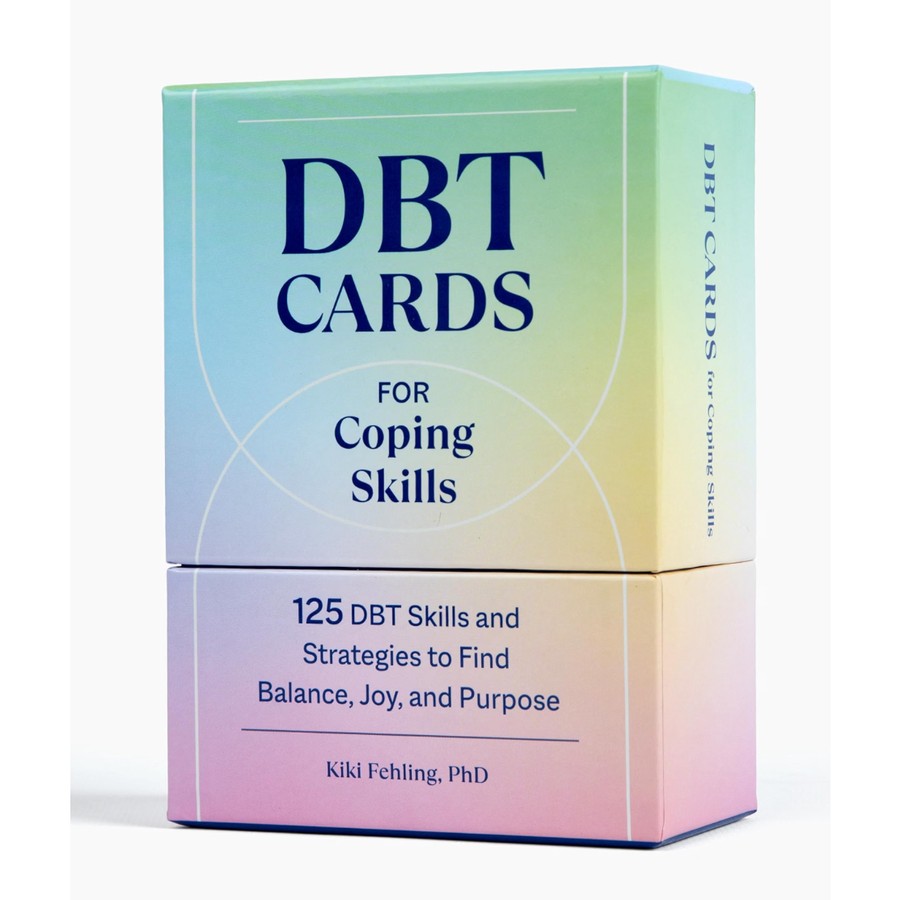 DBT
CARDS
FOR
Coping
Skills
125 DBT Skills and
Strategies to Find
Balance, Joy, and Purpose
Kiki Fehling, PhD
DBT CARDS for Coping Skills